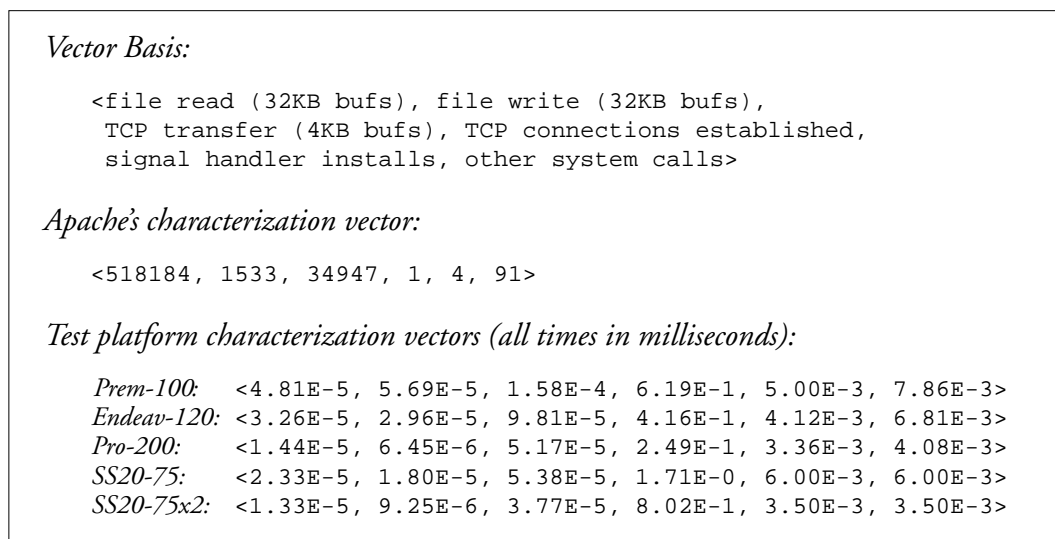 Vector Basis:
<file read (32KB bufs), file write (32KB bufs),
TCP transfer (4KB bufs), TCP connections established,
signal handler installs, other system calls>
Apache's characterization vector:
<518184, 1533, 34947, 1, 4, 91>
Test platform characterization vectors (all times in milliseconds):
Prem-100: <4.81E-5, 5.69E-5, 1.58E-4, 6.19E-1, 5.00E-3, 7.86E-3>
Endeav-120: <3.26E-5, 2.96E-5, 9.81E-5, 4.16E-1, 4.12E-3, 6.81E-3>
Pro-200: <1.44E-5, 6.45E-6, 5.17E-5, 2.49E-1, 3.36E-3, 4.08E-3>
SS20-75: <2.33E-5, 1.80E-5, 5.38E-5, 1.71E-0, 6.00E-3, 6.00E-3>
SS20-75x2: <1.33E-5, 9.25E-6, 3.77E-5, 8.02E-1, 3.50E-3, 3.50E-3>